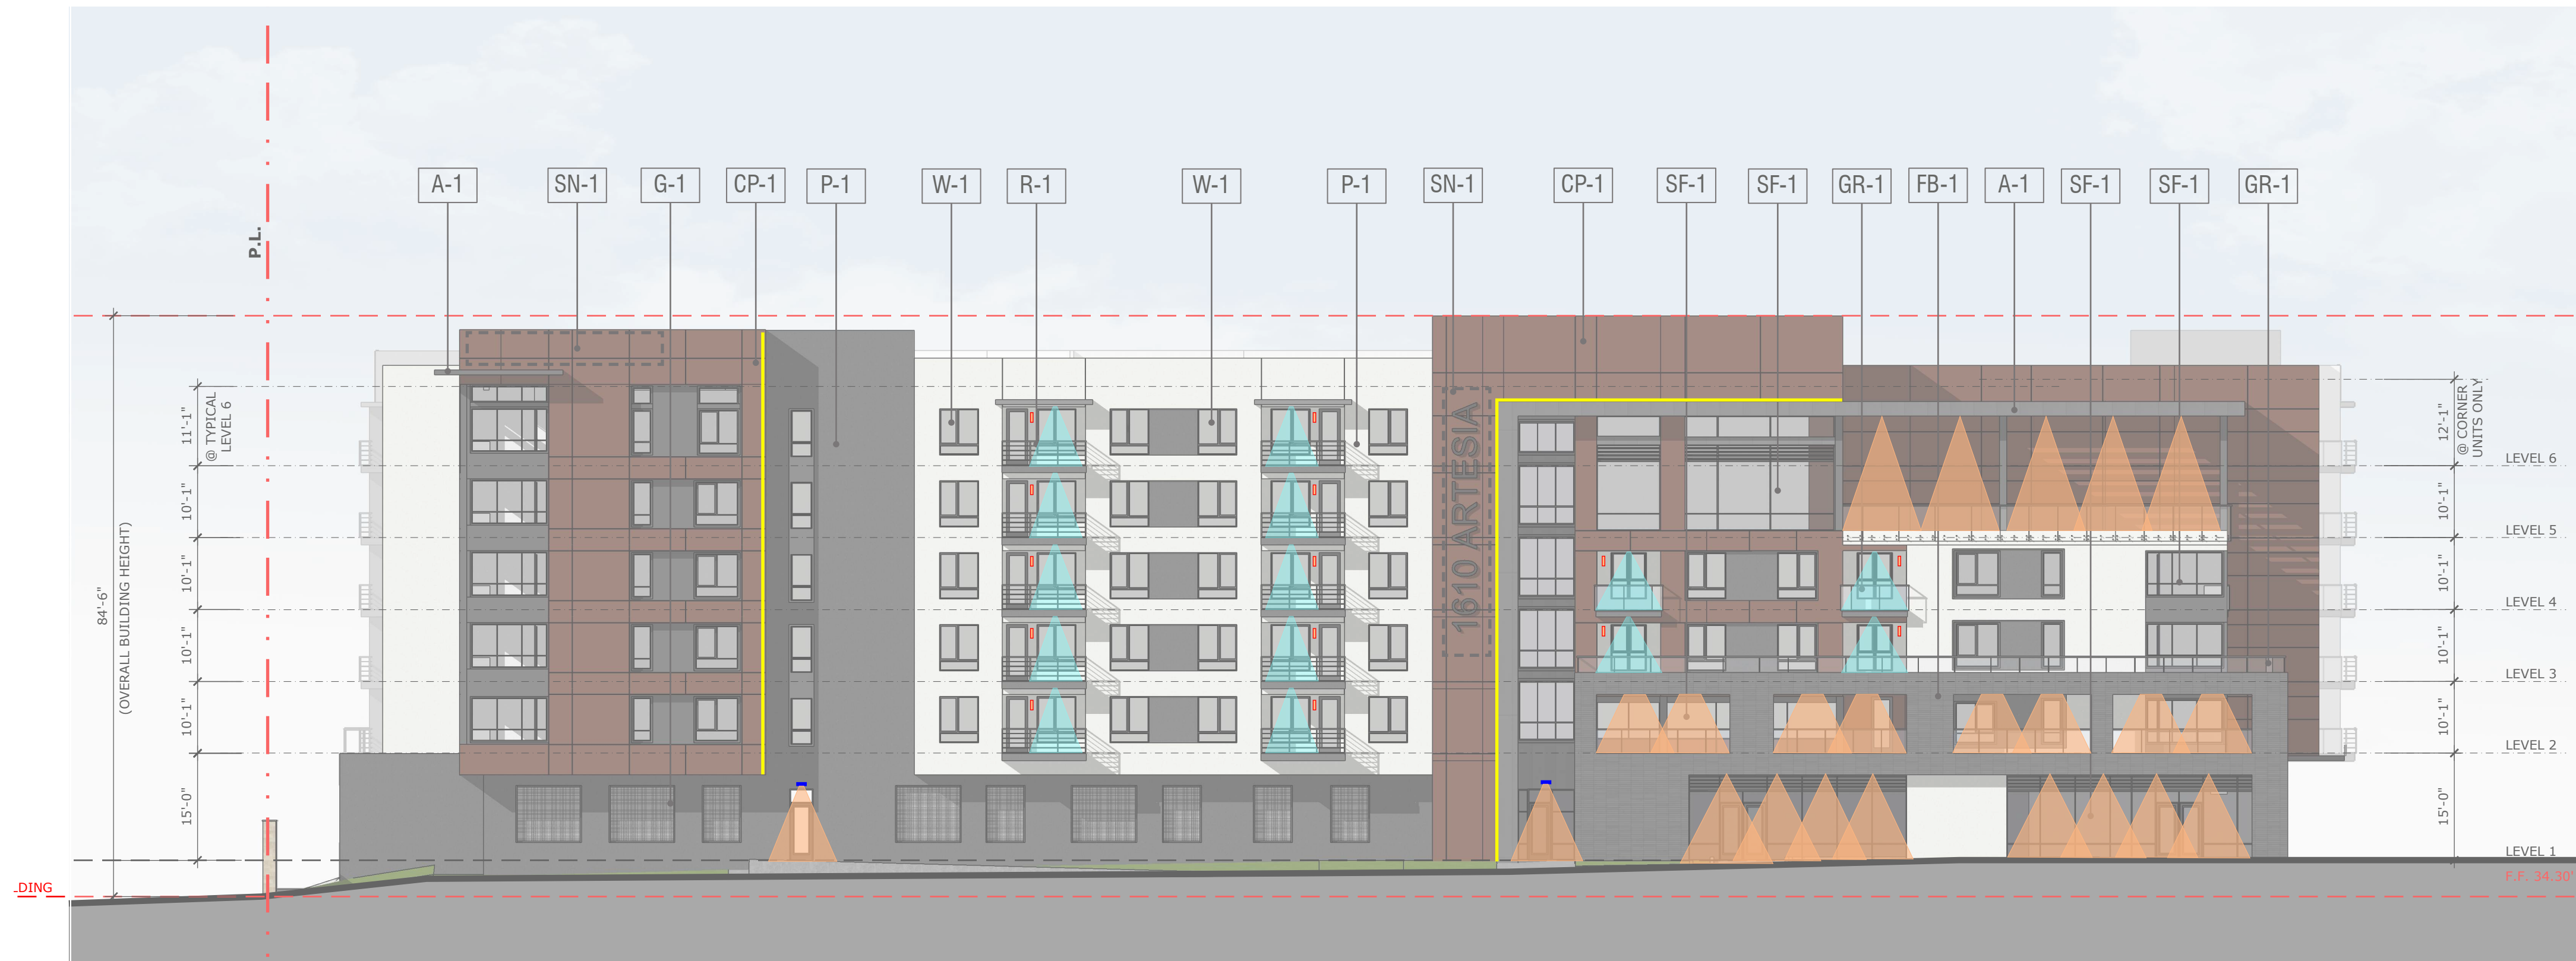 A-1
SN-1
G-1
CP-1
P-1
W-1
R-1
W-1
P-1
SN-1
CP-1
SF-1
SF-1
GR-1
FB-1
A-1
SF-1
SF-1
GR-1
P.L.
84'-6"
(OVERALL BUILDING HEIGHT)
11'-1"
@ TYPICAL
LEVEL 6
10'-1"
10'-1"
10'-1"
10'-1"
15'-0"
1610 ARTESIA
12'-1"
@ CORNER
UNITS ONLY
10'-1"
10'-1"
10'-1"
10'-1"
15'-0"
LEVEL 6
LEVEL 5
LEVEL 4
LEVEL 3
LEVEL 2
LEVEL 1
F.F. 34.30'
DING